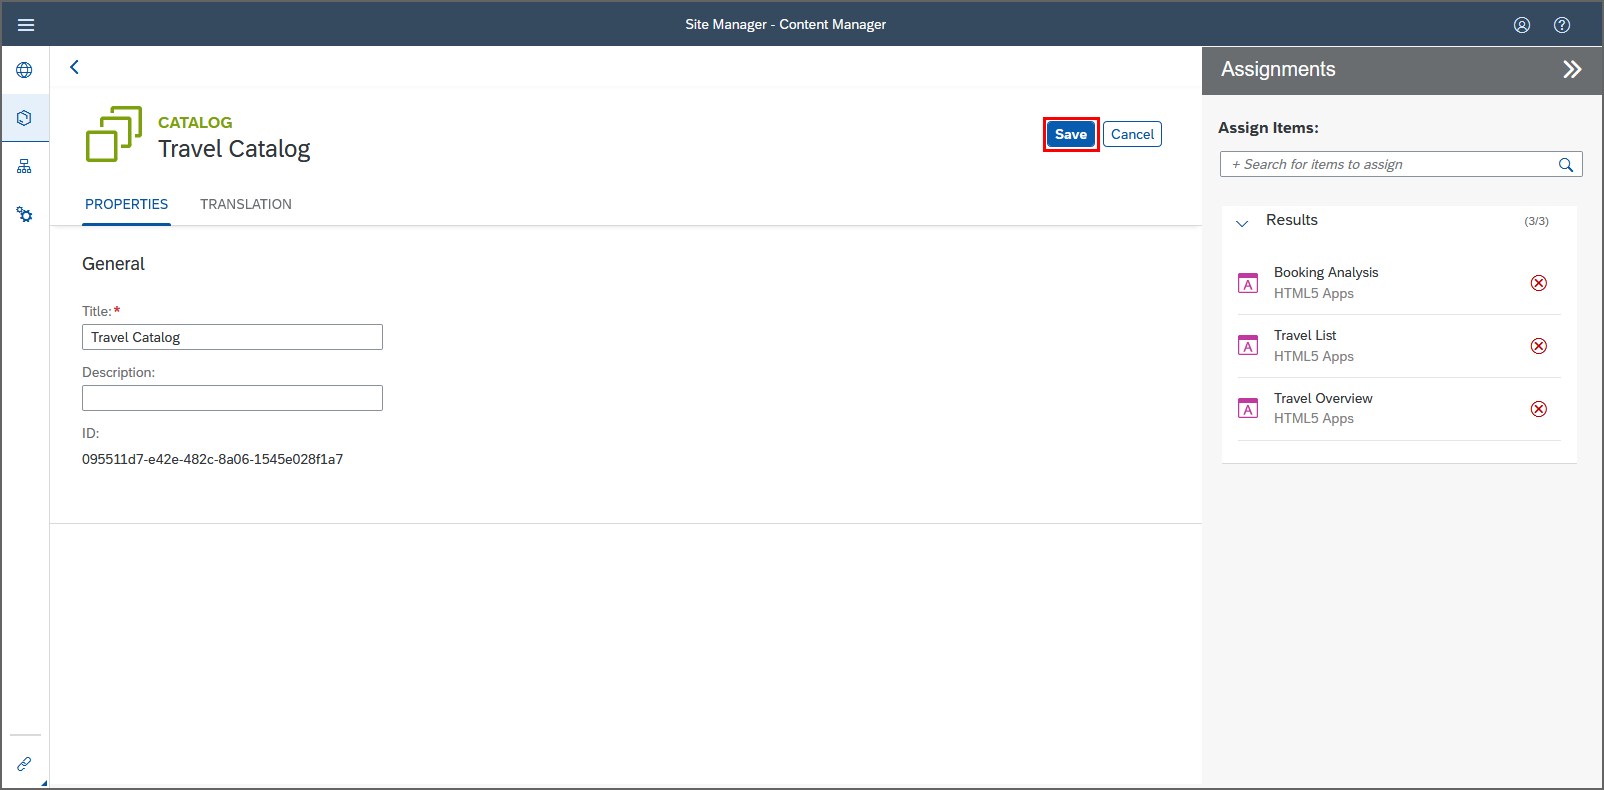 Site Manager - Content Manager
CATALOG
Travel Catalog
Save
Cancel
PROPERTIES
TRANSLATION
General
Title:*
Travel Catalog
Description:
ID:
095511d7-e42e-482c-8a06-1545e028f1a7
Assignments
Assign Items:
+ Search for items to assign
Results
(3/3)
Booking Analysis
HTML5 Apps
Travel List
HTML5 Apps
Travel Overview
HTML5 Apps